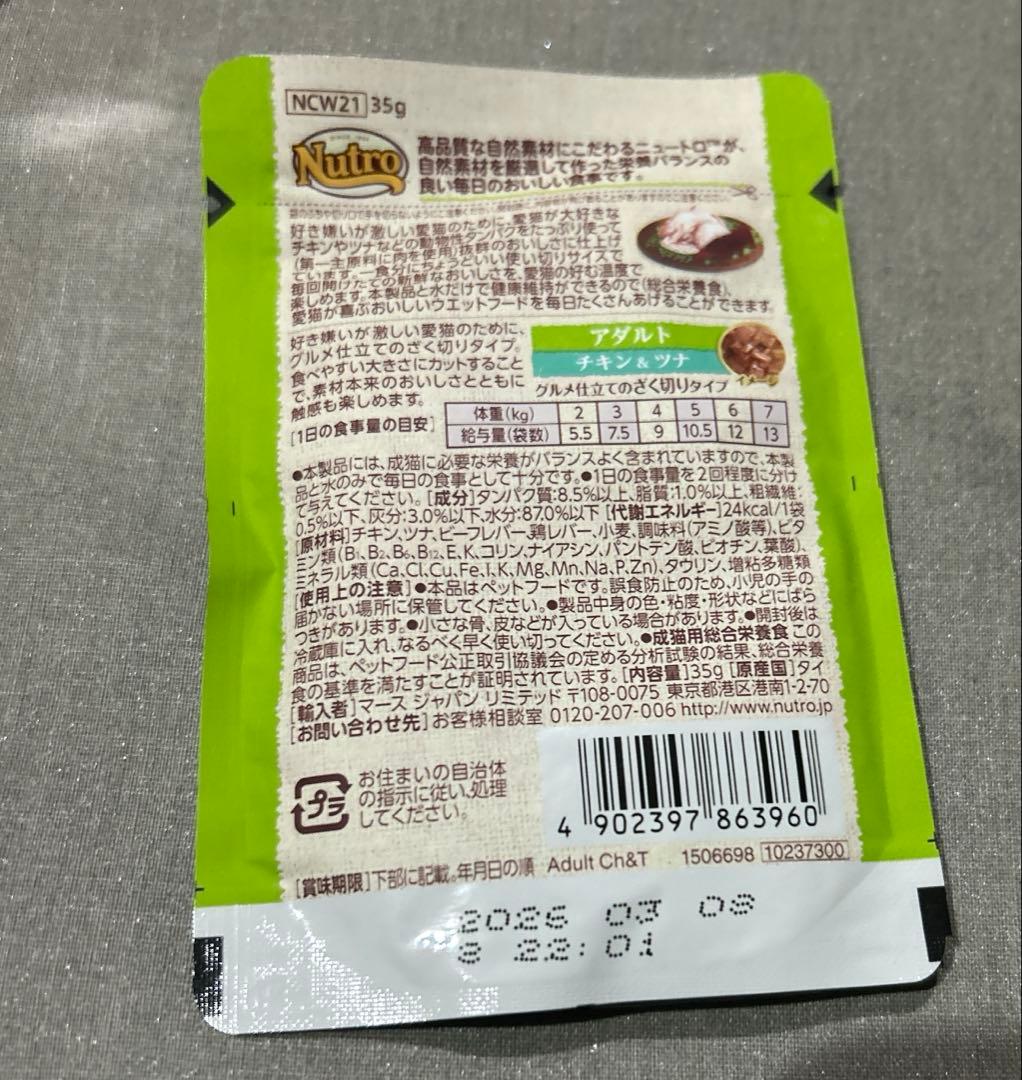 NCW21 35g
SINCE 1926
Nutro
高品質な自然素材にこだわるニュートロ™が、
自然素材を厳選して作った栄養バランスの
良い毎日のおいしい食事です。
好き嫌いが激しい愛猫のために、愛猫が大好きな
チキンやツナなどの動物性タンパクをたっぷり使って
(第一主原料に肉を使用)抜群のおいしさに仕上げ
ています。一食分にちょうどいい使い切りサイズで
毎回開けたての新鮮なおいしさを、愛猫の好む温度で
楽しめます。本製品と水だけで健康維持ができるので(総合栄養食)、
愛猫が喜ぶおいしいウエットフードを毎日たくさんあげることができます。
好き嫌いが激しい愛猫のために、
グルメ仕立てのざく切りタイプ。
食べやすい大きさにカットすること
で、素材本来のおいしさとともに
触感も楽しめます。
アダルト
チキン&ツナ
イメージ
グルメ仕立てのざく切りタイプ
[1日の食事量の目安]
体重(kg) 2 3 4 5 6 7
給与量(袋数) 5.5 7.5 9 10.5 12 13
●本製品には、成猫に必要な栄養がバランスよく含まれていますので、本製
品と水のみで毎日の食事として十分です。●1日の食事量を2回程度に分け
て与えてください。[成分]タンパク質:8.5%以上、脂質:1.0%以上、粗繊維:
0.5%以下、灰分:3.0%以下、水分:87.0%以下 [代謝エネルギー]24kcal/1袋
[原材料]チキン、ツナ、ビーフレバー、鶏レバー、小麦、調味料(アミノ酸等)、ビタ
ミン類(B₁、B₂、B₆、B₁₂、E、K、コリン、ナイアシン、パントテン酸、ビオチン、葉酸)、
ミネラル類(Ca、Cl、Cu、Fe、I、K、Mg、Mn、Na、P、Zn)、タウリン、増粘多糖類
[使用上の注意]●本品はペットフードです。誤食防止のため、小児の手の
届かない場所に保管してください。●製品中身の色・粘度・形状などにばら
つきがあります。●小さな骨、皮などが入っている場合があります。●開封後は
冷蔵庫に入れ、なるべく早く使い切ってください。●成猫用総合栄養食 この
商品は、ペットフード公正取引協議会の定める分析試験の結果、総合栄養
食の基準を満たすことが証明されています。[内容量]35g [原産国]タイ
[輸入者]マース ジャパン リミテッド 〒108-0075 東京都港区港南1-2-70
[お問い合わせ先]お客様相談室 0120-207-006 http://www.nutro.jp
プラ
お住まいの自治体
の指示に従い、処理
してください。
4 902397 863960
[賞味期限]下部に記載。年月日の順 Adult Ch&T 1506698 10237300
2026 03 08
22:01